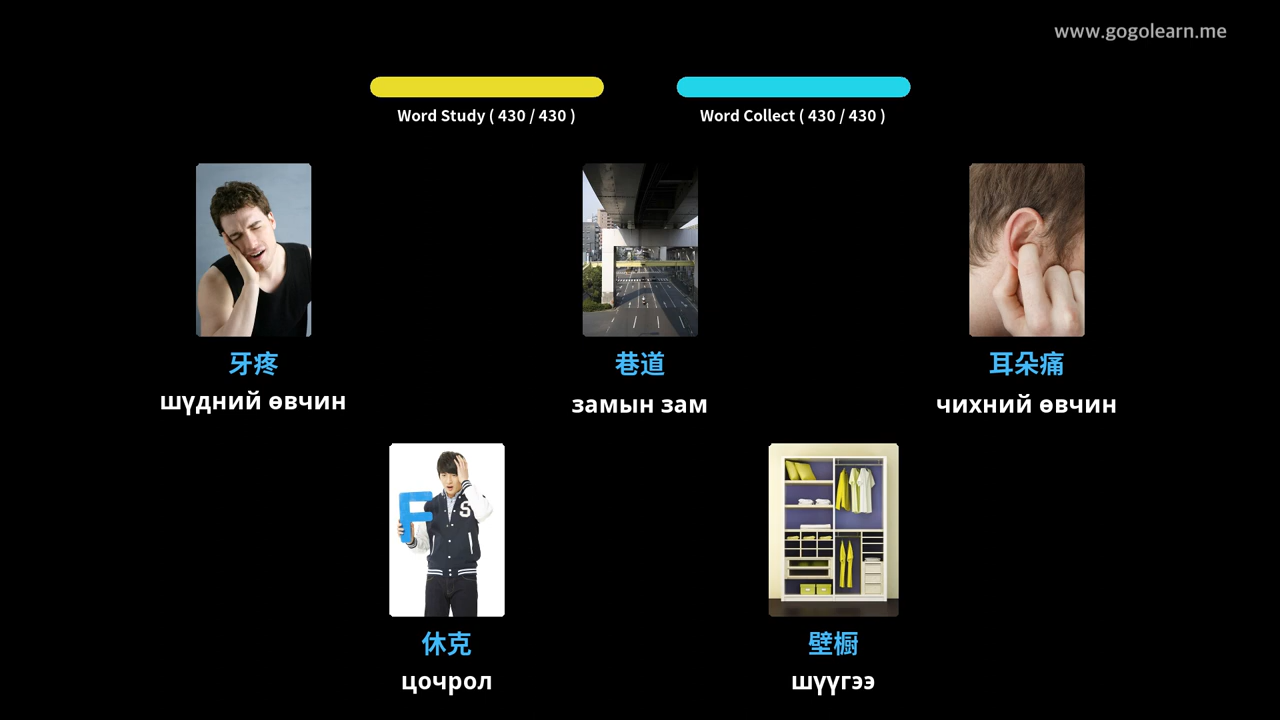 www.gogolearn.me
Word Study ( 430 / 430 )
Word Collect ( 430 / 430 )
牙疼
шүдний өвчин
巷道
замын зам
耳朵痛
чихний өвчин
F
S
休克
цочрол
壁橱
шүүгээ